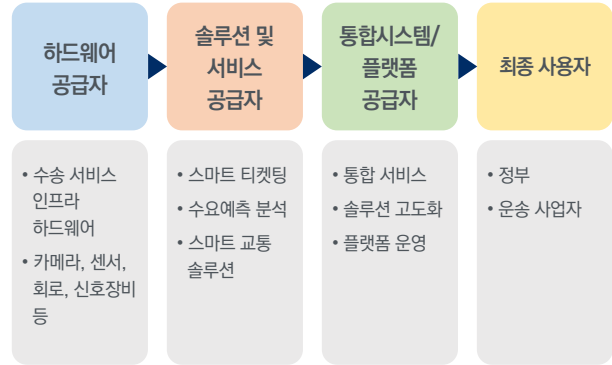 하드웨어
공급자
솔루션 및
서비스
공급자
통합시스템/
플랫폼
공급자
최종 사용자
• 수송 서비스
인프라
하드웨어
• 카메라, 센서,
회로, 신호장비
등
• 스마트 티켓팅
• 수요예측 분석
• 스마트 교통
솔루션
• 통합 서비스
• 솔루션 고도화
• 플랫폼 운영
• 정부
• 운송 사업자